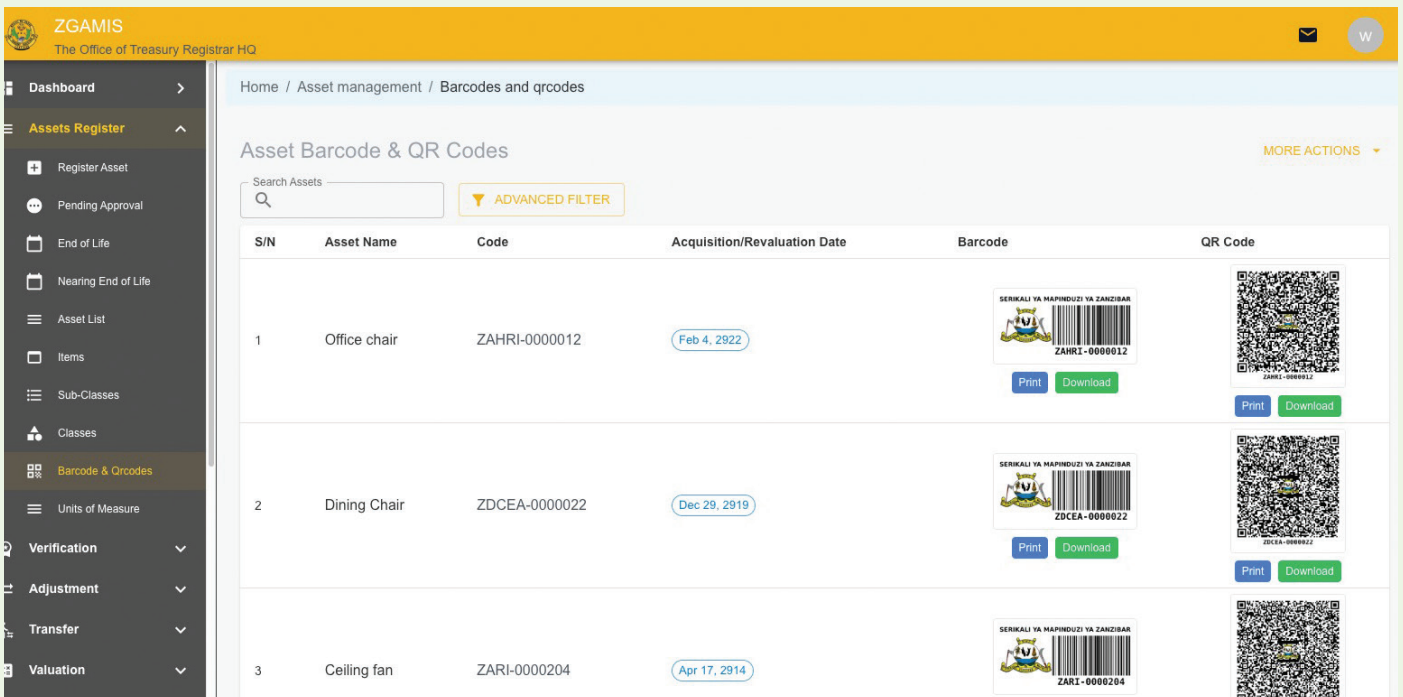 ZGAMIS
The Office of Treasury Registrar HQ
W
Dashboard
Assets Register
Register Asset
Pending Approval
End of Life
Nearing End of Life
Asset List
Items
Sub-Classes
Classes
Barcode & Qrcodes
Units of Measure
Verification
Adjustment
Transfer
Valuation
Home / Asset management / Barcodes and qrcodes
Asset Barcode & QR Codes
MORE ACTIONS
Search Assets
ADVANCED FILTER
S/N Asset Name Code Acquisition/Revaluation Date Barcode QR Code
1 Office chair ZAHRI-0000012 Feb 4, 2922
SERIKALI YA MAPINDUZI YA ZANZIBAR
ZAHRI-0000012
Print Download
ZAHRI-0000012
Print Download
2 Dining Chair ZDCEA-0000022 Dec 29, 2919
SERIKALI YA MAPINDUZI YA ZANZIBAR
ZDCEA-0000022
Print Download
ZDCEA-0000022
Print Download
3 Ceiling fan ZARI-0000204 Apr 17, 2914
SERIKALI YA MAPINDUZI YA ZANZIBAR
ZARI-0000204